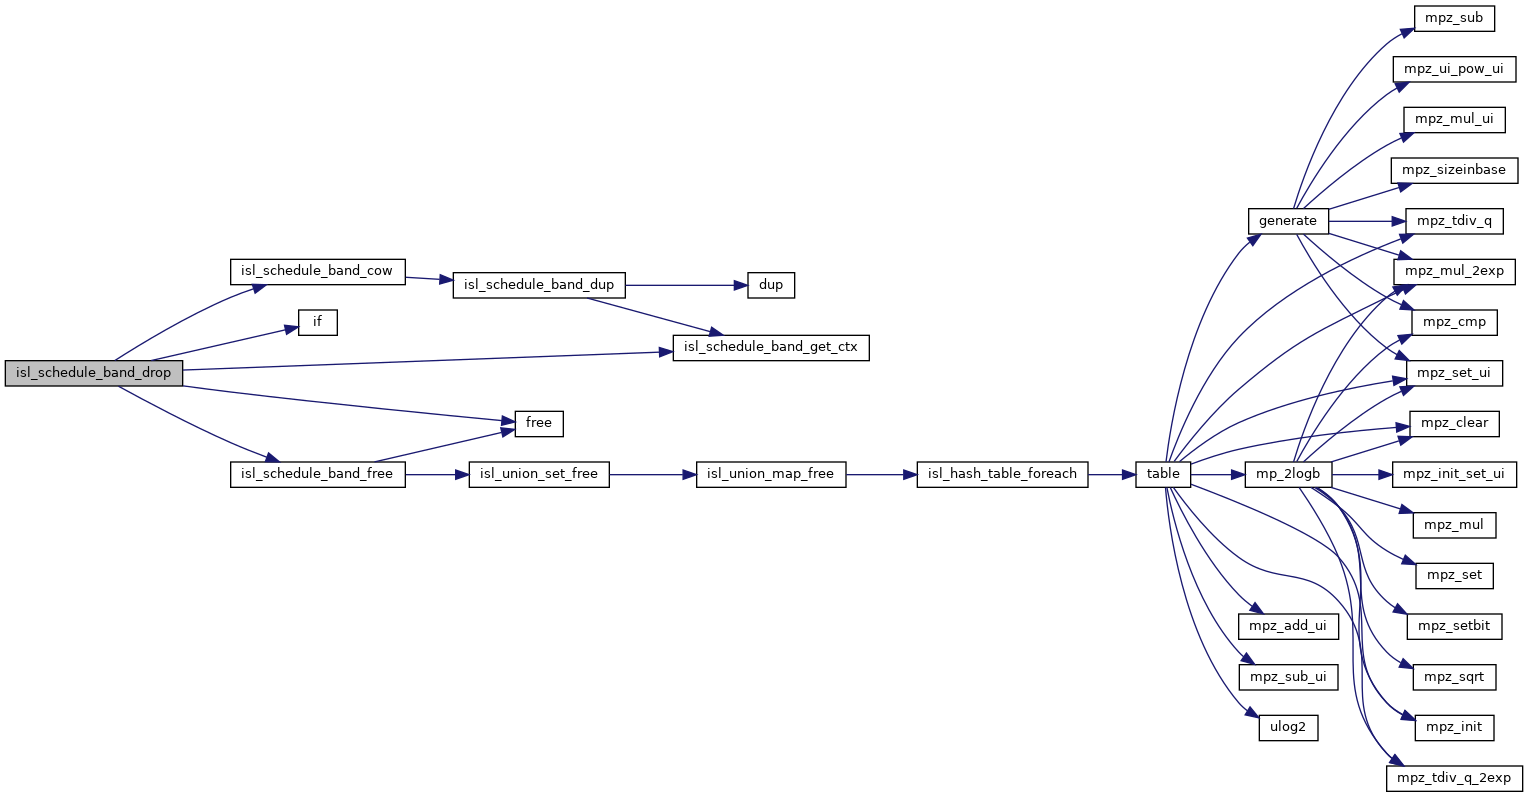 mpz_sub
mpz_ui_pow_ui
mpz_mul_ui
mpz_sizeinbase
generate
mpz_tdiv_q
isl_schedule_band_cow
mpz_mul_2exp
isl_schedule_band_dup
dup
if
mpz_cmp
isl_schedule_band_get_ctx
isl_schedule_band_drop
mpz_set_ui
free
mpz_clear
isl_schedule_band_free
isl_union_set_free
isl_union_map_free
isl_hash_table_foreach
table
mp_2logb
mpz_init_set_ui
mpz_mul
mpz_set
mpz_add_ui
mpz_setbit
mpz_sub_ui
mpz_sqrt
ulog2
mpz_init
mpz_tdiv_q_2exp